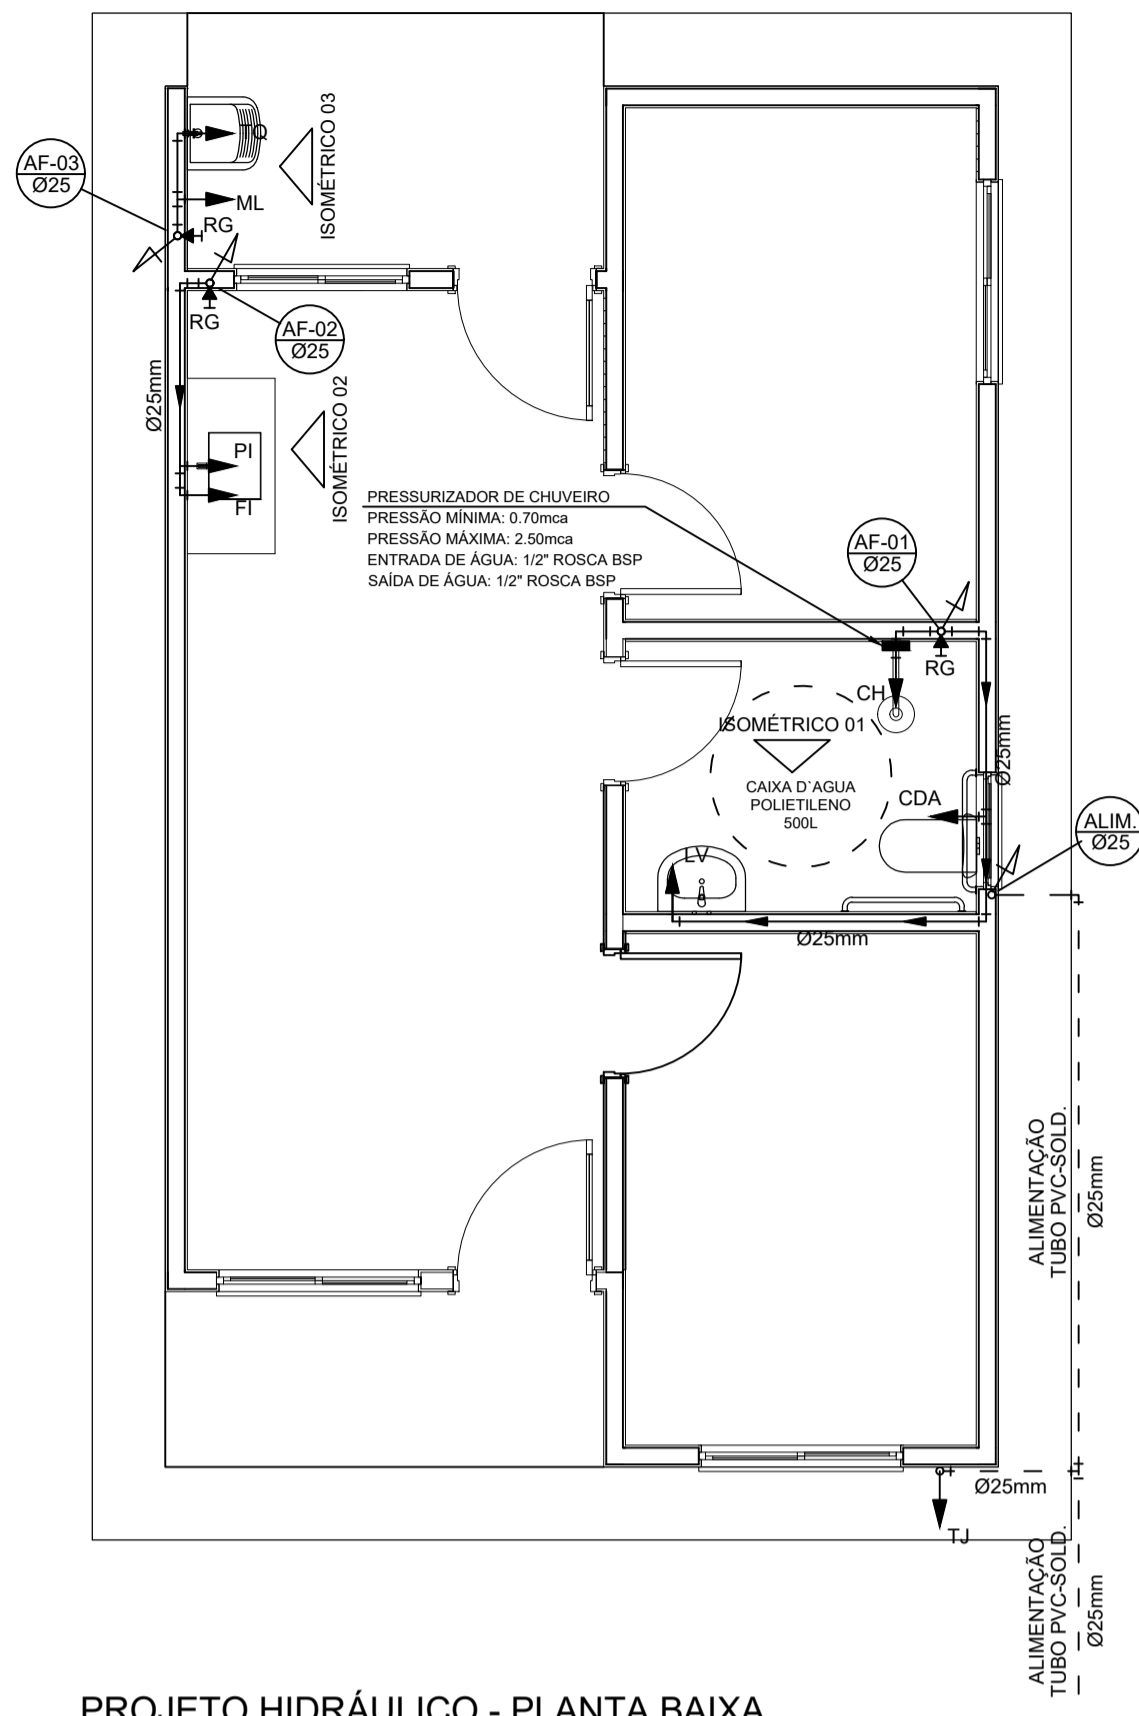 ISOMÉTRICO 03
TQ
AF-03
Ø25
ML
RG
RG
AF-02
Ø25
Ø25mm
ISOMÉTRICO 02
PI
FI
PRESSURIZADOR DE CHUVEIRO
PRESSÃO MÍNIMA: 0.70mca
PRESSÃO MÁXIMA: 2.50mca
ENTRADA DE ÁGUA: 1/2" ROSCA BSP
SAÍDA DE ÁGUA: 1/2" ROSCA BSP
AF-01
Ø25
RG
CH
ISOMÉTRICO 01
Ø25mm
CAIXA D`AGUA
POLIETILENO
500L
CDA
ALIM.
Ø25
LV
Ø25mm
ALIMENTAÇÃO
TUBO PVC-SOLD.
Ø25mm
Ø25mm
TJ
ALIMENTAÇÃO
TUBO PVC-SOLD.
Ø25mm
PROJETO HIDRÁULICO - PLANTA BAIXA